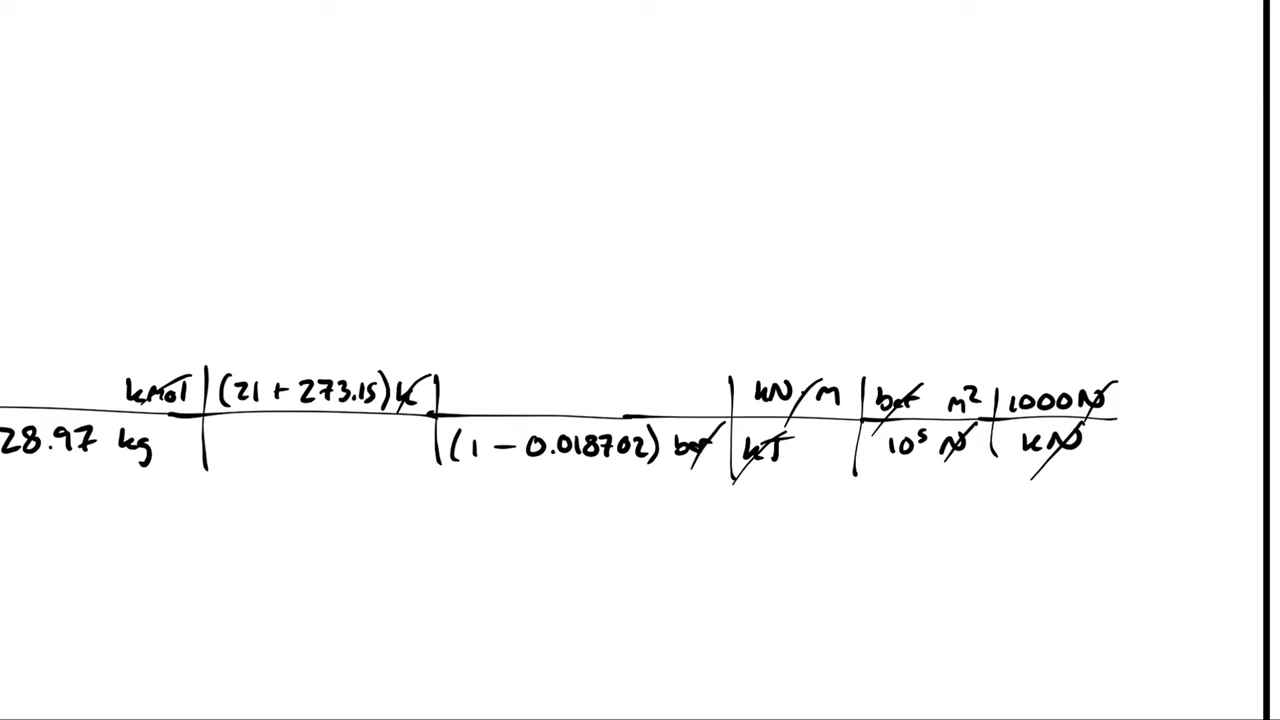 kmol (21 + 273.15) K kN·m bar m² 1000 N
28.97 kg (1 − 0.018702) bar kJ 10⁵ N kN